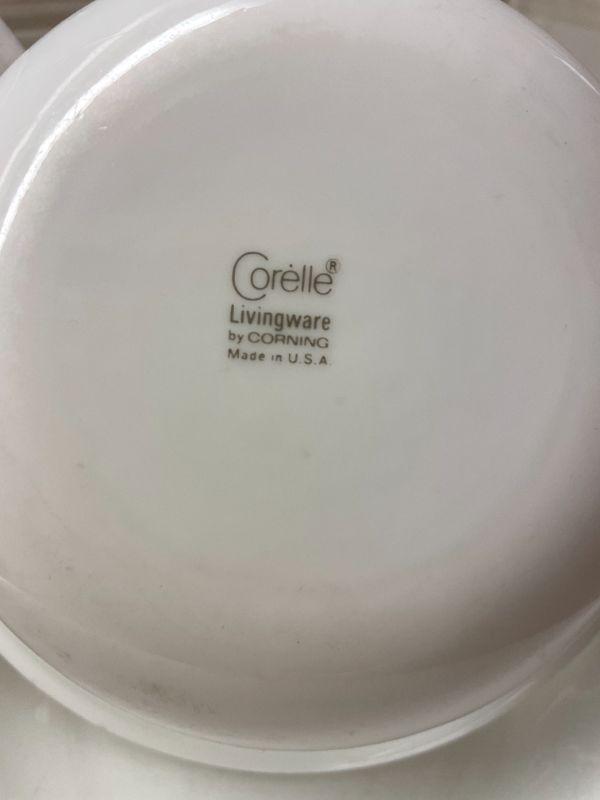 Corelle®
Livingware
by CORNING
Made in U.S.A.